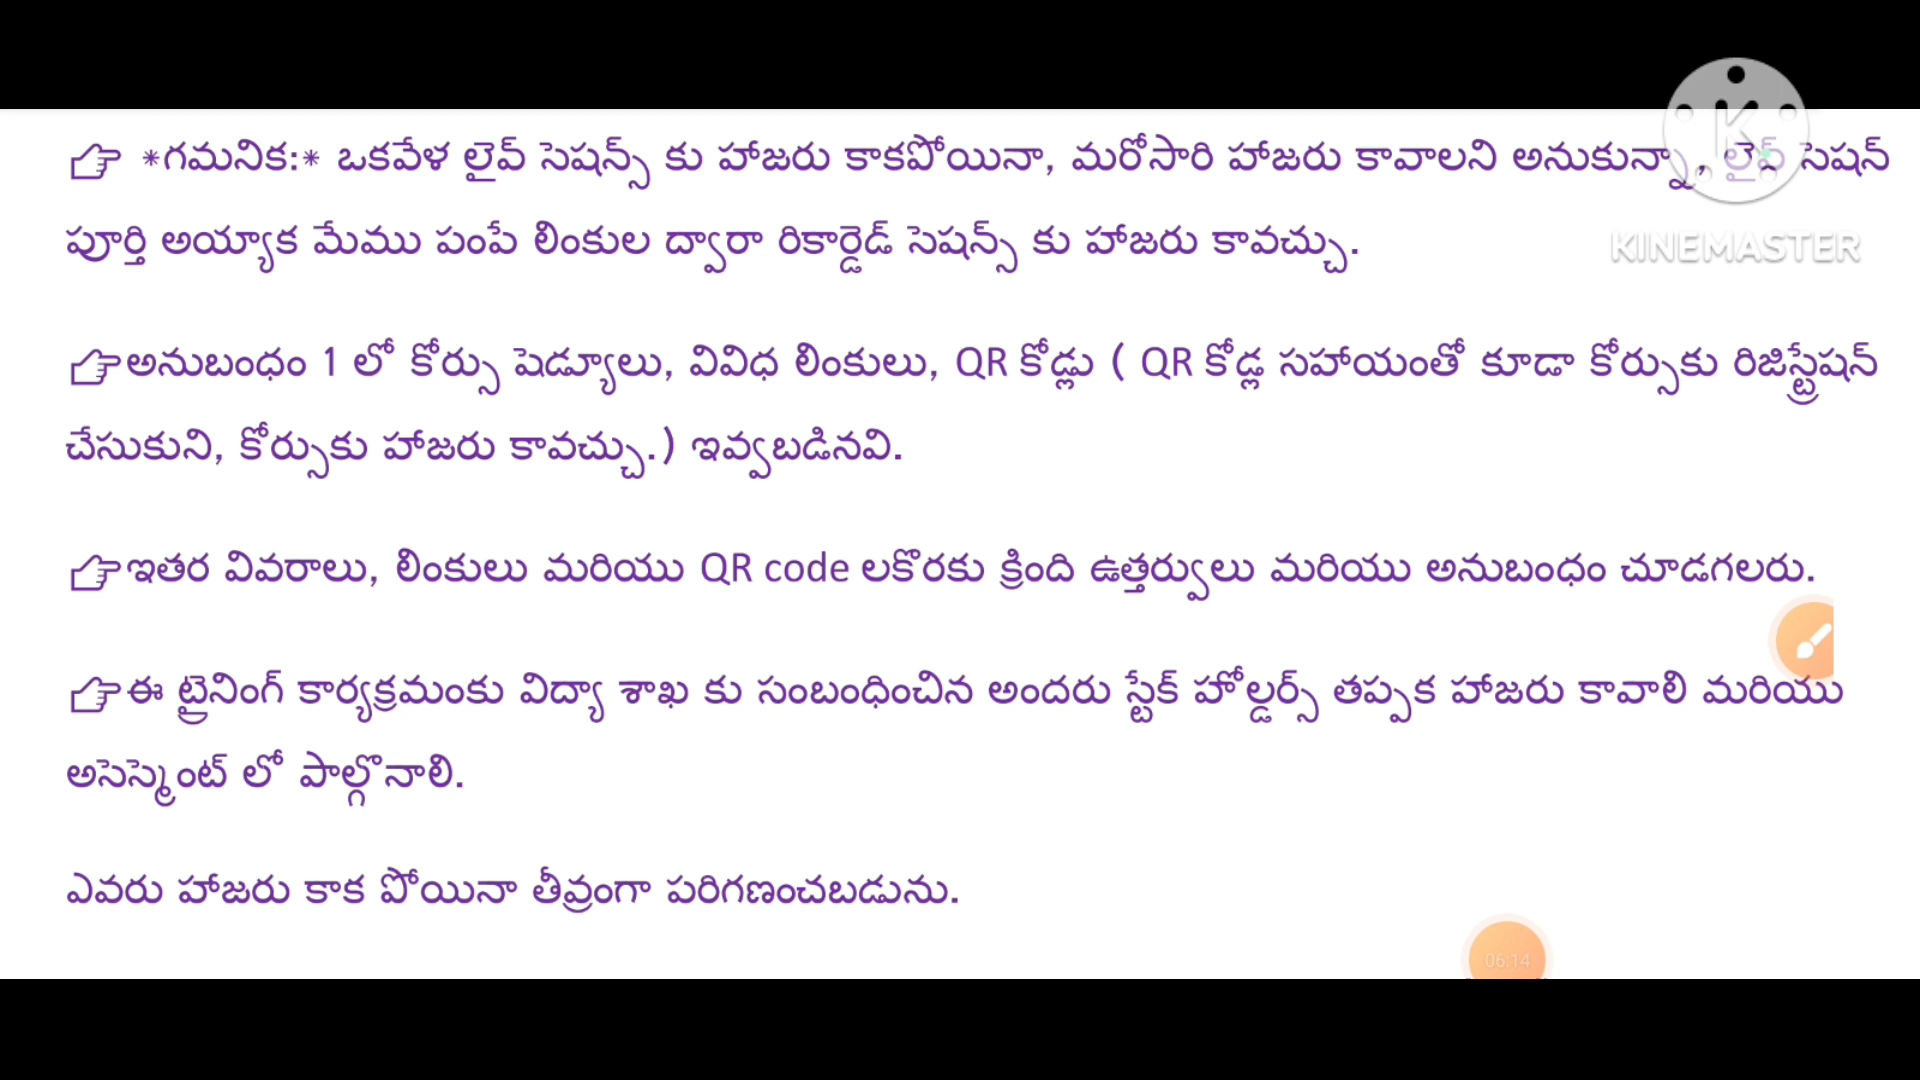 👉 *గమనిక:* ఒకవేళ లైవ్ సెషన్స్ కు హాజరు కాకపోయినా, మరోసారి హాజరు కావాలని అనుకున్నా, లైవ్ సెషన్
పూర్తి అయ్యాక మేము పంపే లింకుల ద్వారా రికార్డెడ్ సెషన్స్ కు హాజరు కావచ్చు.
KINEMASTER
👉అనుబంధం 1 లో కోర్సు షెడ్యూలు, వివిధ లింకులు, QR కోడ్లు ( QR కోడ్ల సహాయంతో కూడా కోర్సుకు రిజిస్ట్రేషన్
చేసుకుని, కోర్సుకు హాజరు కావచ్చు.) ఇవ్వబడినవి.
👉ఇతర వివరాలు, లింకులు మరియు QR code లకొరకు క్రింది ఉత్తర్వులు మరియు అనుబంధం చూడగలరు.
👉ఈ ట్రైనింగ్ కార్యక్రమంకు విద్యా శాఖ కు సంబంధించిన అందరు స్టేక్ హోల్డర్స్ తప్పక హాజరు కావాలి మరియు
అసెస్మెంట్ లో పాల్గొనాలి.
ఎవరు హాజరు కాక పోయినా తీవ్రంగా పరిగణంచబడును.
06:14